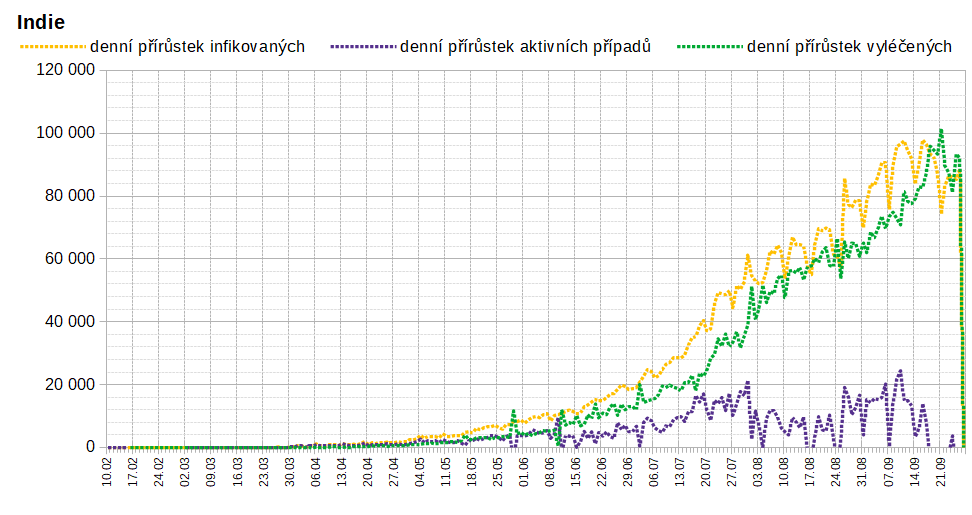 Indie
denní přírůstek infikovaných denní přírůstek aktivních případů denní přírůstek vyléčených
120 000
100 000
80 000
60 000
40 000
20 000
0
10.02 17.02 24.02 02.03 09.03 16.03 23.03 30.03 06.04 13.04 20.04 27.04 04.05 11.05 18.05 25.05 01.06 08.06 15.06 22.06 29.06 06.07 13.07 20.07 27.07 03.08 10.08 17.08 24.08 31.08 07.09 14.09 21.09